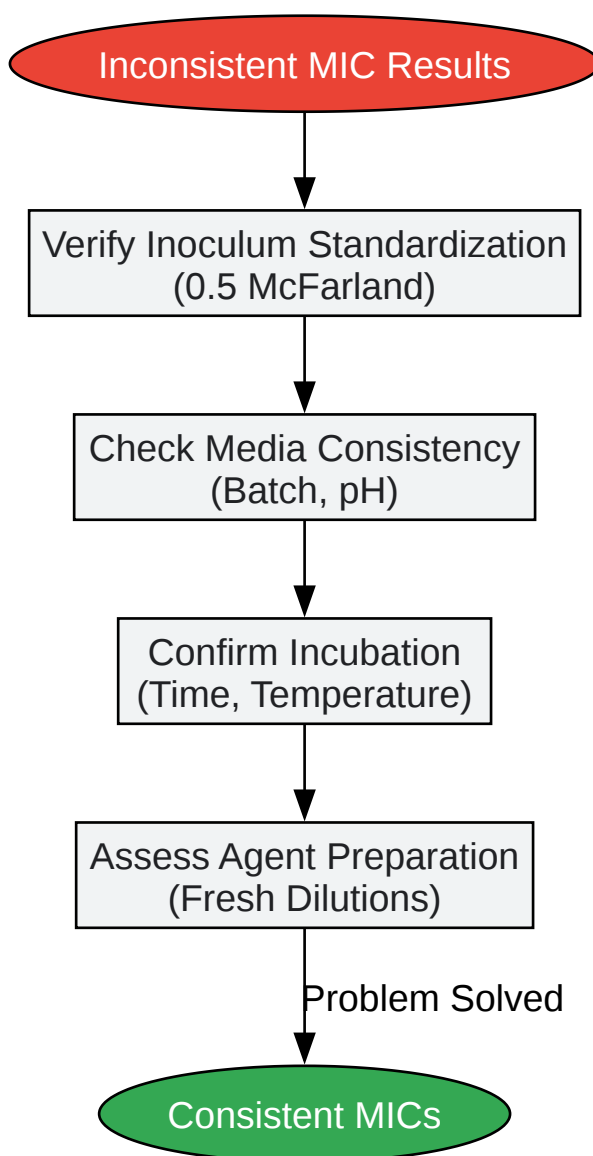 Inconsistent MIC Results
Verify Inoculum Standardization
(0.5 McFarland)
Check Media Consistency
(Batch, pH)
Confirm Incubation
(Time, Temperature)
Assess Agent Preparation
(Fresh Dilutions)
Problem Solved
Consistent MICs